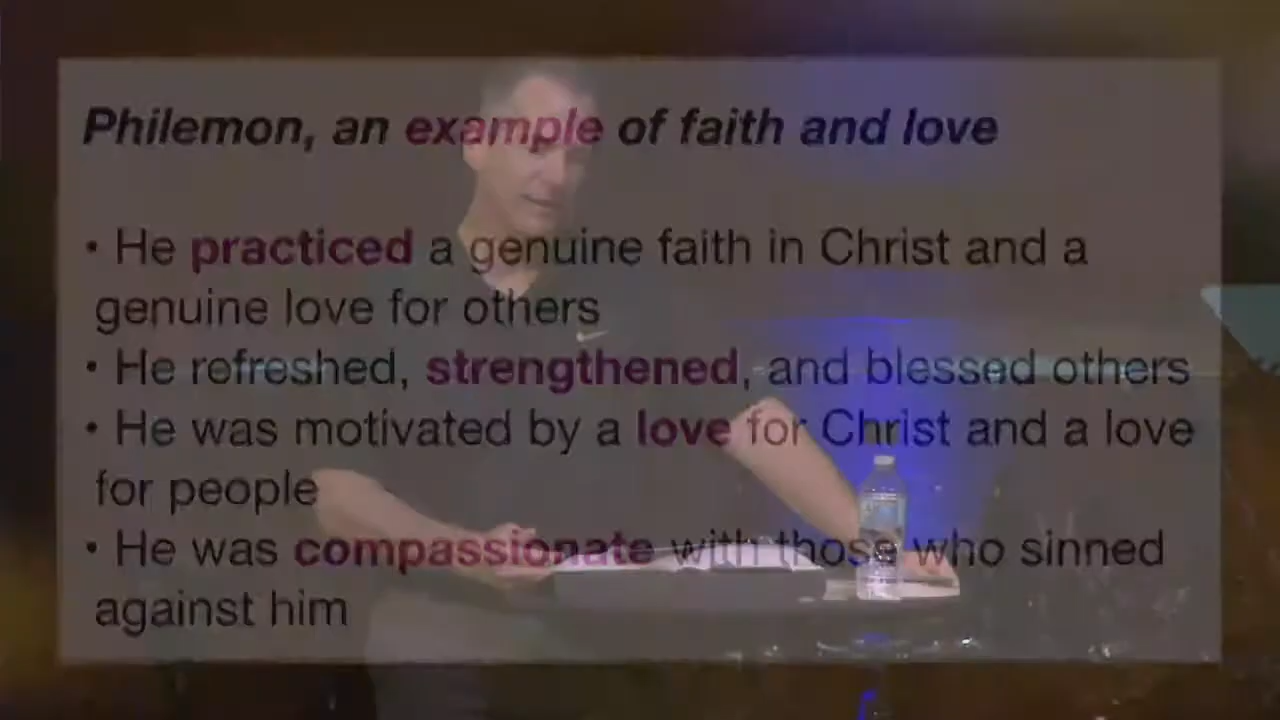 Philemon, an example of faith and love
• He practiced a genuine faith in Christ and a
genuine love for others
• He refreshed, strengthened, and blessed others
• He was motivated by a love for Christ and a love
for people
• He was compassionate with those who sinned
against him